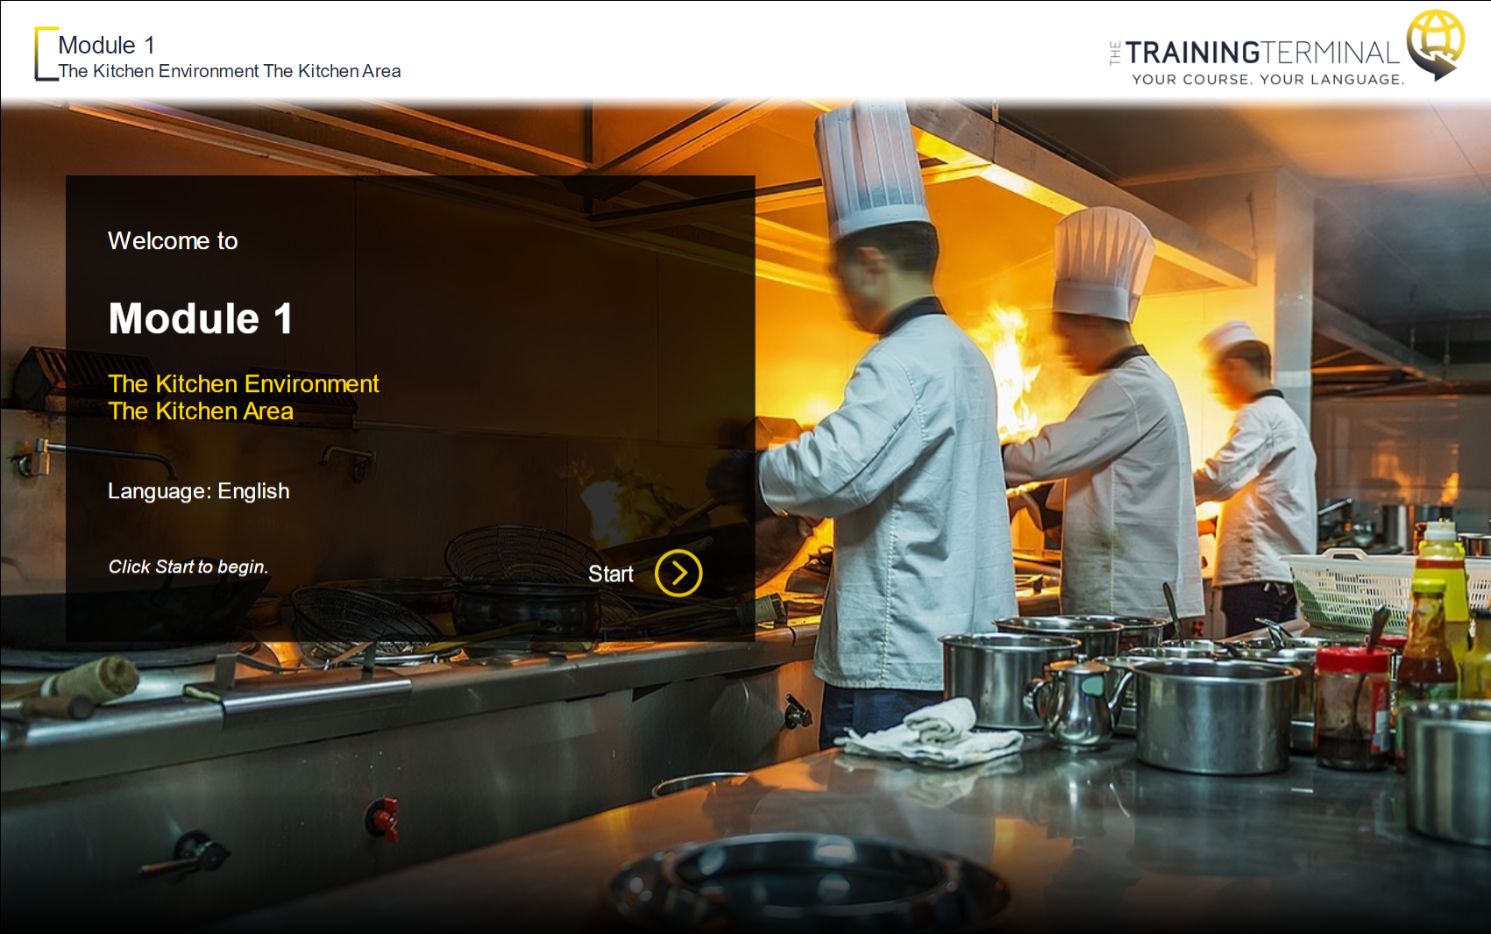 Module 1
The Kitchen Environment The Kitchen Area
THE TRAININGTERMINAL
YOUR COURSE. YOUR LANGUAGE.
Welcome to
Module 1
The Kitchen Environment
The Kitchen Area
Language: English
Click Start to begin.
Start